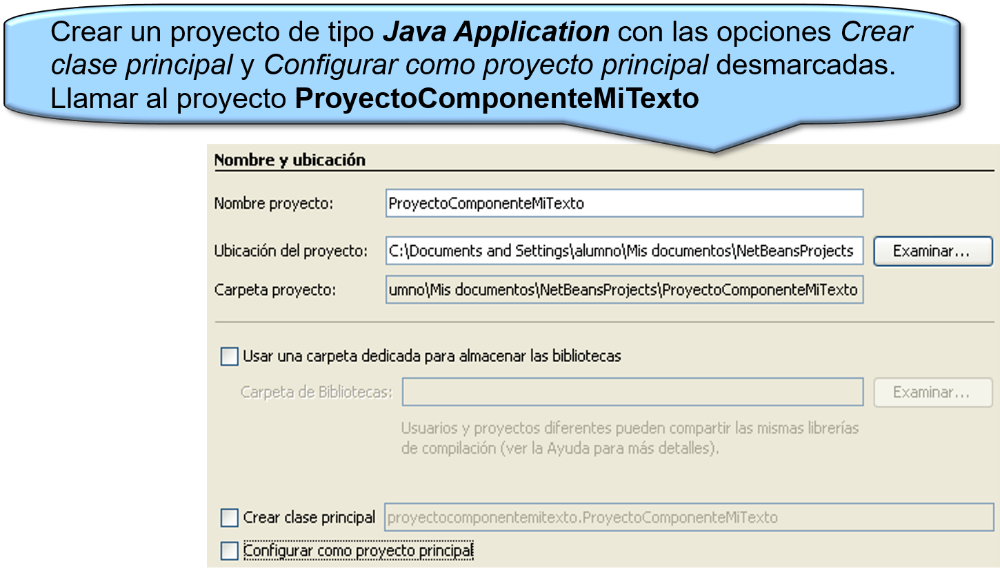 Crear un proyecto de tipo Java Application con las opciones Crear
clase principal y Configurar como proyecto principal desmarcadas.
Llamar al proyecto ProyectoComponenteMiTexto
Nombre y ubicación
Nombre proyecto: ProyectoComponenteMiTexto
Ubicación del proyecto: C:\Documents and Settings\alumno\Mis documentos\NetBeansProjects Examinar...
Carpeta proyecto: umno\Mis documentos\NetBeansProjects\ProyectoComponenteMiTexto
Usar una carpeta dedicada para almacenar las bibliotecas
Carpeta de Bibliotecas: Examinar...
Usuarios y proyectos diferentes pueden compartir las mismas librerías
de compilación (ver la Ayuda para más detalles).
Crear clase principal proyectocomponentemitexto.ProyectoComponenteMiTexto
Configurar como proyecto principal